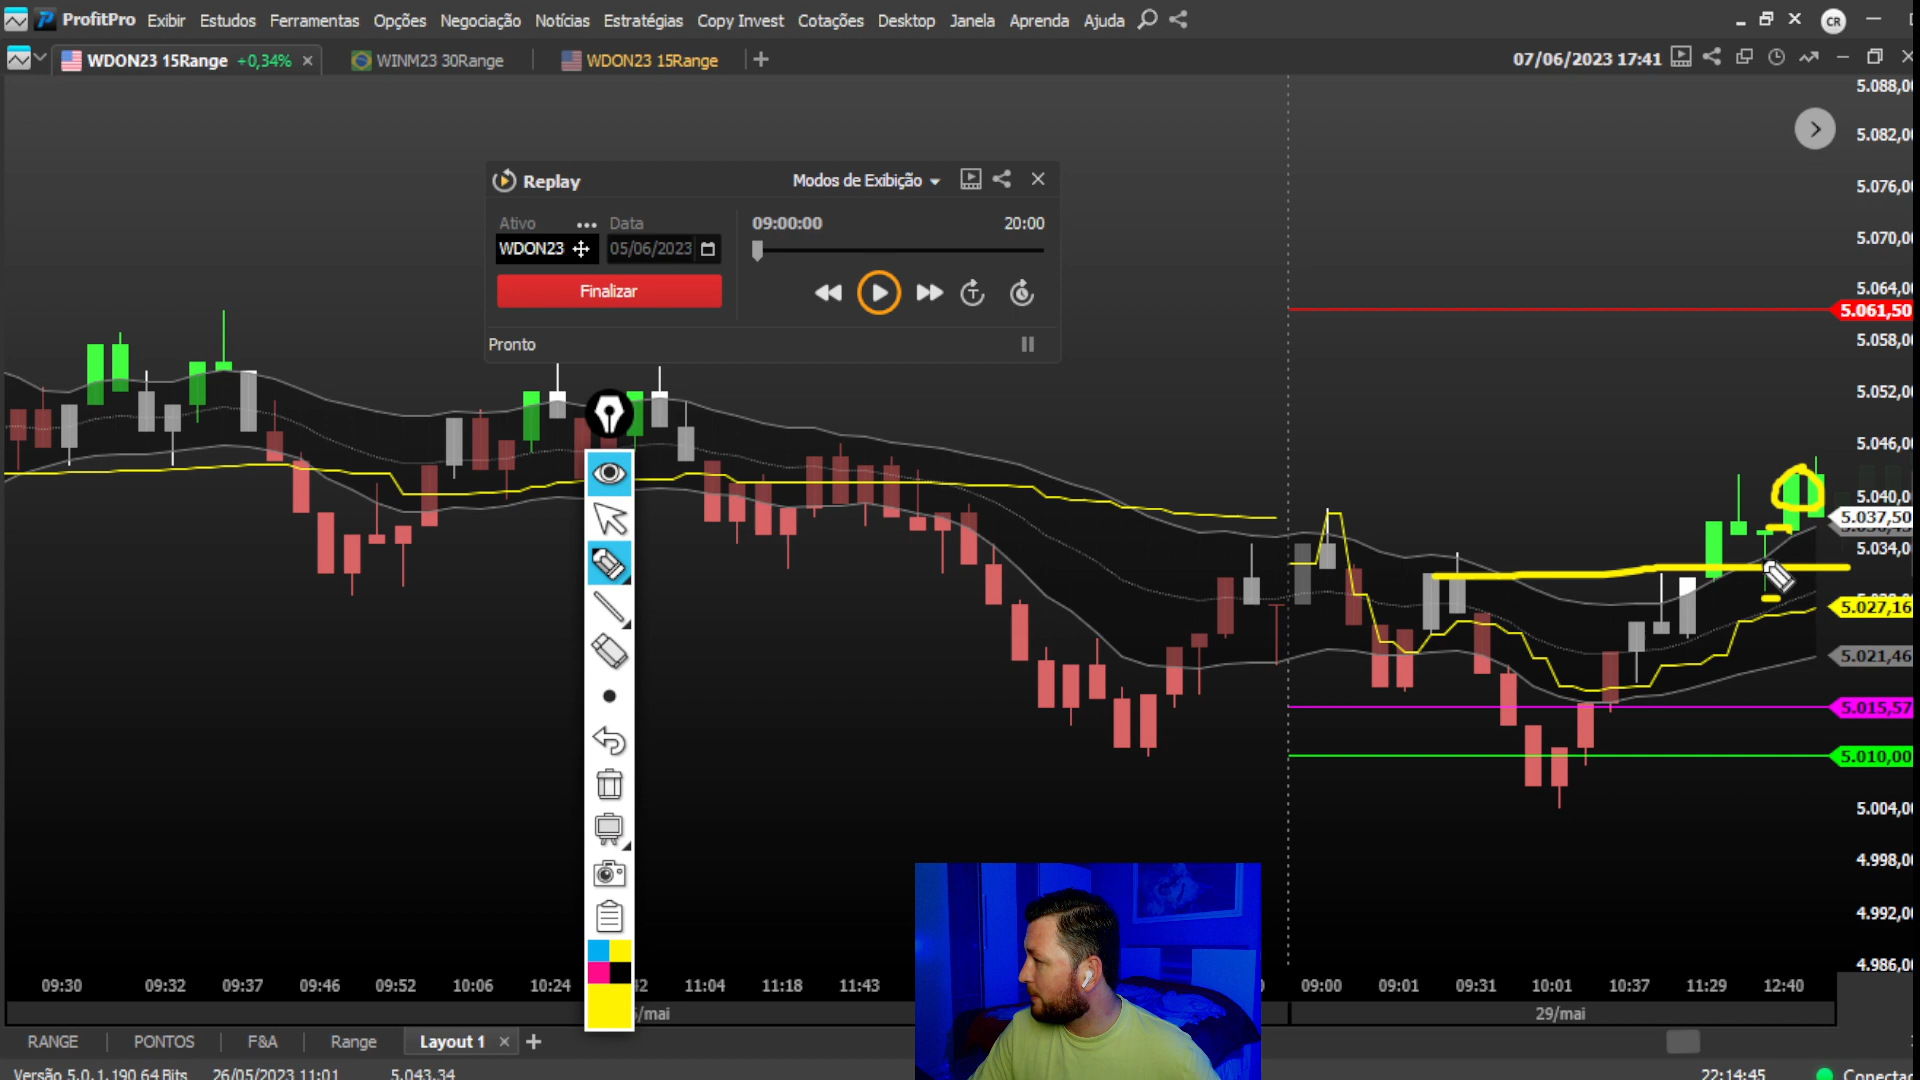 ProfitPro Exibir Estudos Ferramentas Opções Negociação Notícias Estratégias Copy Invest Cotações Desktop Janela Aprenda Ajuda CR
WDON23 15Range +0,34% WINM23 30Range WDON23 15Range 07/06/2023 17:41
5.088,0
5.082,0
5.076,0
5.070,0
5.064,0
5.061,50
5.058,0
5.052,0
5.046,0
5.040,0
5.037,50
5.034,0
5.027,16
5.021,46
5.015,57
5.010,00
5.004,0
4.998,0
4.992,0
4.986,0
Replay Modos de Exibição
Ativo Data 09:00:00 20:00
WDON23 05/06/2023
Finalizar
Pronto
09:30 09:32 09:37 09:46 09:52 10:06 10:24 42 11:04 11:18 11:43 09:00 09:01 09:31 10:01 10:37 11:29 12:40
/mai 29/mai
RANGE PONTOS F&A Range Layout 1
Versão 5.0.1.190 64 Bits 26/05/2023 11:01 5.043,34 22:14:45 Conectad